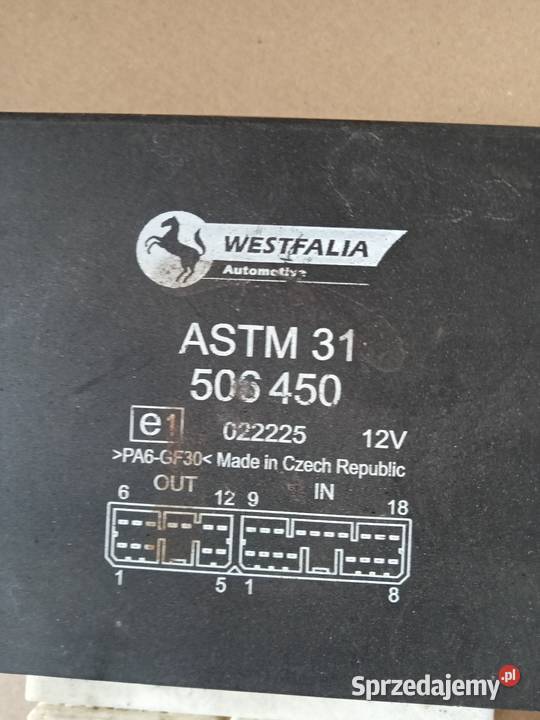 WESTFALIA
Automotive
ASTM 31
506 450
e1 022225 12V
>PA6-GF30< Made in Czech Republic
OUT IN
6 12 9 18
1 5 1 8
Sprzedajemy.pl